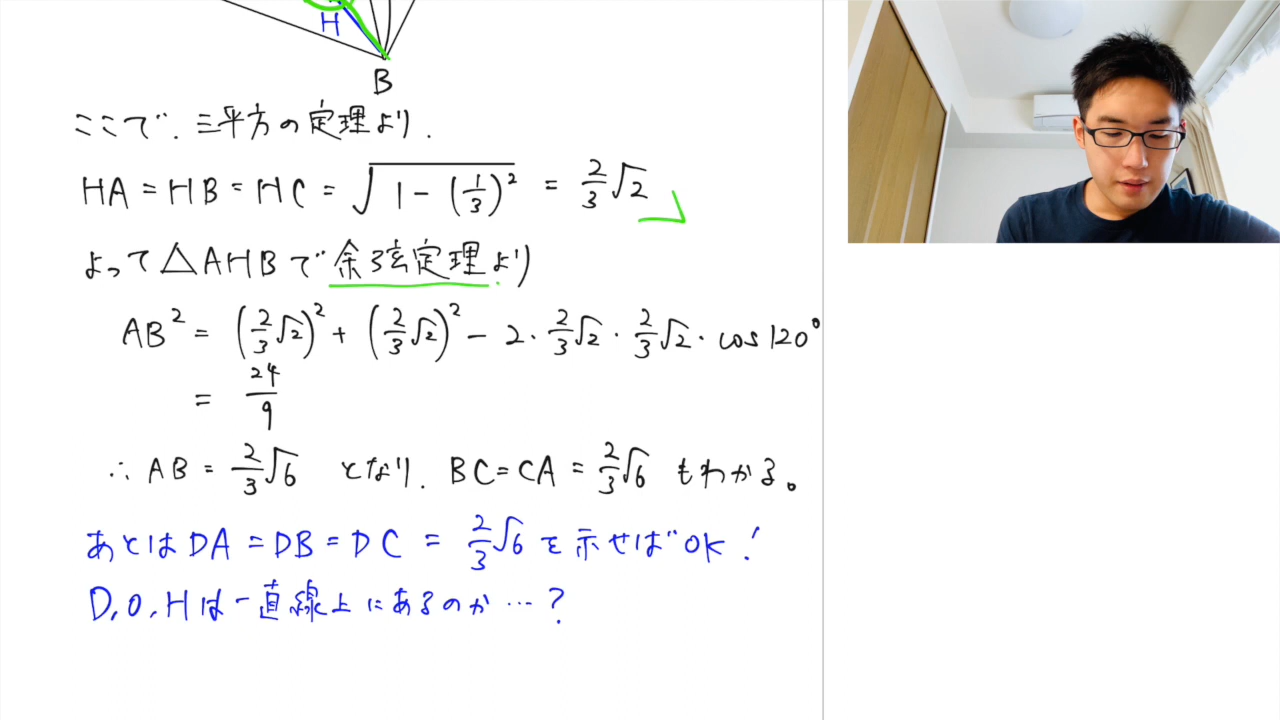 H
B
ここで、三平方の定理より、
HA = HB = HC = √(1 - (1/3)²) = 2/3 √2
よって △AHB で 余弦定理より
AB² = (2/3 √2)² + (2/3 √2)² - 2 · 2/3 √2 · 2/3 √2 · cos 120°
= 24/9
∴ AB = 2/3 √6 となり、BC = CA = 2/3 √6 もわかる。
あとは DA = DB = DC = 2/3 √6 を示せば OK!
D, O, H は一直線上にあるのか…?